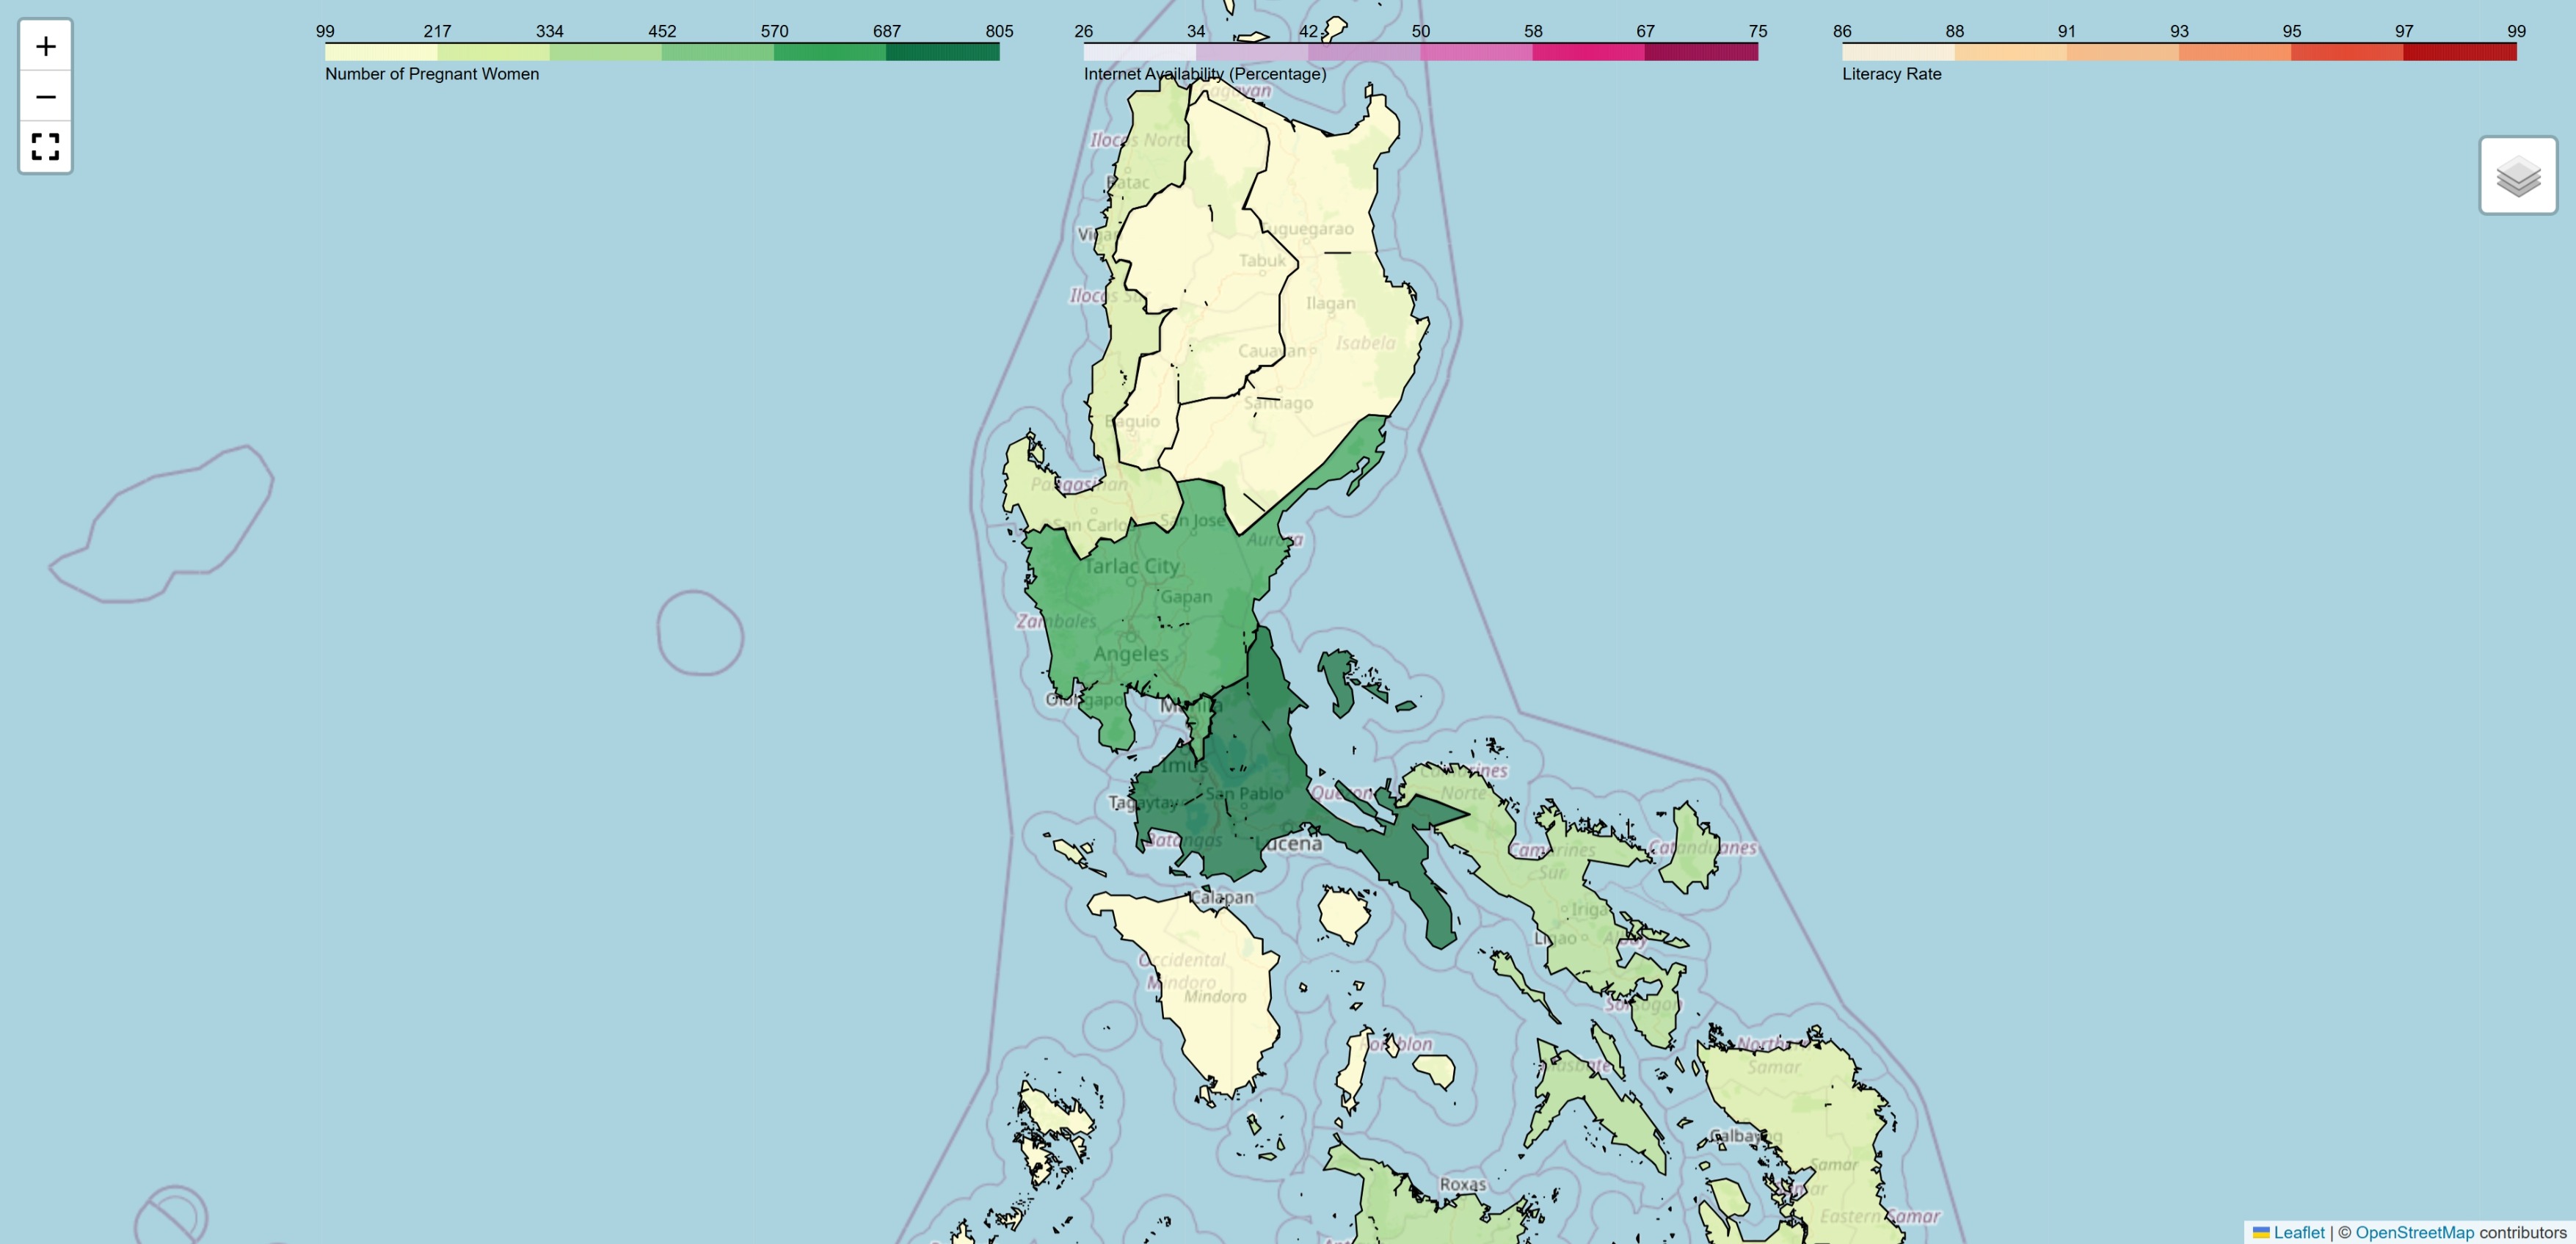 +
−
99 217 334 452 570 687 805
Number of Pregnant Women
26 34 42 50 58 67 75
Internet Availability (Percentage)
86 88 91 93 95 97 99
Literacy Rate
Cagayan
Ilocos Norte
Batac
Vigan
Tuguegarao
Tabuk
Ilocos Sur
Ilagan
Isabela
Cauayan
Santiago
Baguio
Pangasinan
San Carlos
San Jose
Aurora
Tarlac City
Gapan
Zambales
Angeles
Olongapo
Manila
Imus
Tagaytay
San Pablo
Quezon
Camarines
Norte
Batangas
Lucena
Camarines
Sur
Catanduanes
Calapan
Iriga
Ligao
Albay
Occidental
Mindoro
Mindoro
Sorsogon
Romblon
Masbate
Northern
Samar
Calbayog
Samar
Samar
Roxas
Eastern Samar
Leaflet | © OpenStreetMap contributors